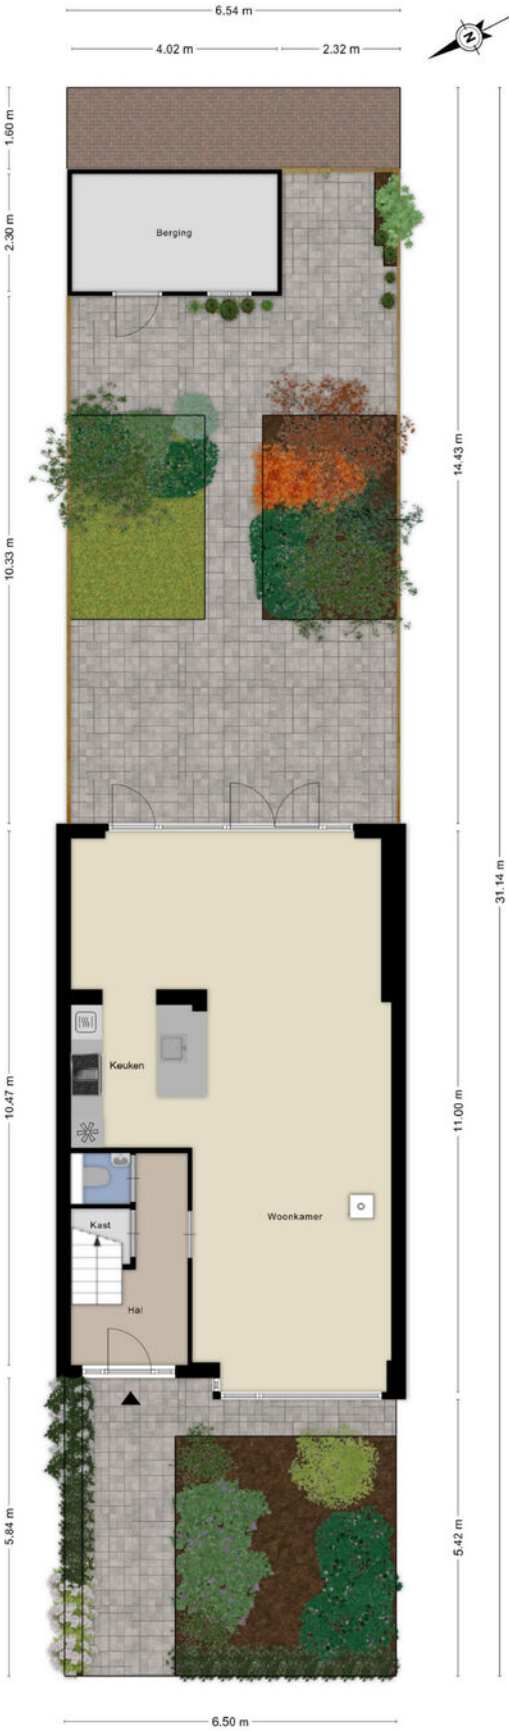 6.54 m
4.02 m
2.32 m
N
1.60 m
2.30 m
Berging
14.43 m
10.33 m
31.14 m
Keuken
10.47 m
11.00 m
Kast
Woonkamer
Hal
5.84 m
5.42 m
6.50 m